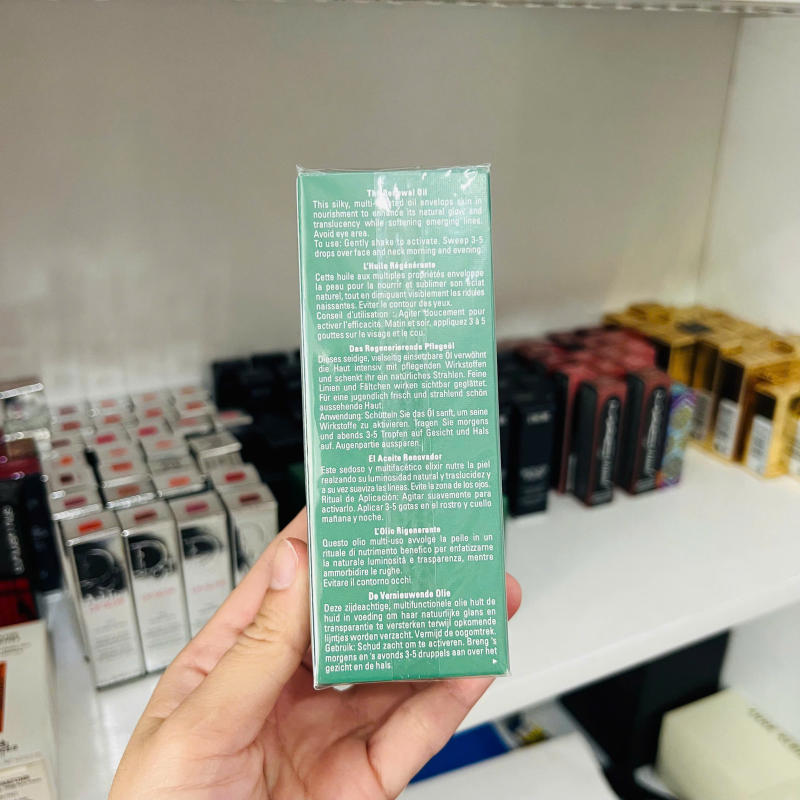 The Renewal Oil
This silky, multi-faceted oil envelops skin in
nourishment to enhance its natural glow and
translucency while softening emerging lines.
Avoid eye area.
To use: Gently shake to activate. Sweep 3-5
drops over face and neck morning and evening.
L'Huile Régénérante
Cette huile aux multiples propriétés enveloppe
la peau pour la nourrir et sublimer son éclat
naturel, tout en dimiguant visiblement les ridules
naissantes. Eviter le contour des yeux.
Conseil d'utilisation : Agiter doucement pour
activer l'efficacité. Matin et soir, appliquez 3 à 5
gouttes sur le visage et le cou.
Das Regenerierende Pflegeöl
Dieses seidige, vielseitig einsetzbare Öl verwöhnt
die Haut intensiv mit pflegenden Wirkstoffen
und schenkt ihr ein natürliches Strahlen. Feine
Linien und Fältchen wirken sichtbar geglättet.
Für eine jugendlich frisch und strahlend schön
aussehende Haut.
Anwendung: Schütteln Sie das Öl sanft, um seine
Wirkstoffe zu aktivieren. Tragen Sie morgens
und abends 3-5 Tropfen auf Gesicht und Hals
auf. Augenpartie aussparen.
El Aceite Renovador
Este sedoso y multifacético elixir nutre la piel
realzando su luminosidad natural y traslucidez y
a su vez suaviza las líneas. Evite la zona de los ojos.
Ritual de Aplicación: Agitar suavemente para
activarlo. Aplicar 3-5 gotas en el rostro y cuello
mañana y noche.
L'Olio Rigenerante
Questo olio multi-uso avvolge la pelle in un
rituale di nutrimento benefico per enfatizzarne
la naturale luminosità e trasparenza, mentre
ammorbidire le rughe.
Evitare il contorno occhi.
De Vernieuwende Olie
Deze zijdeachtige, multifunctionele olie hult de
huid in voeding om haar natuurlijke glans en
transparantie te versterken terwijl opkomende
lijntjes worden verzacht. Vermijd de oogomtrek.
Gebruik: Schud zacht om te activeren. Breng 's
morgens en 's avonds 3-5 druppels aan over het
gezicht en de hals.